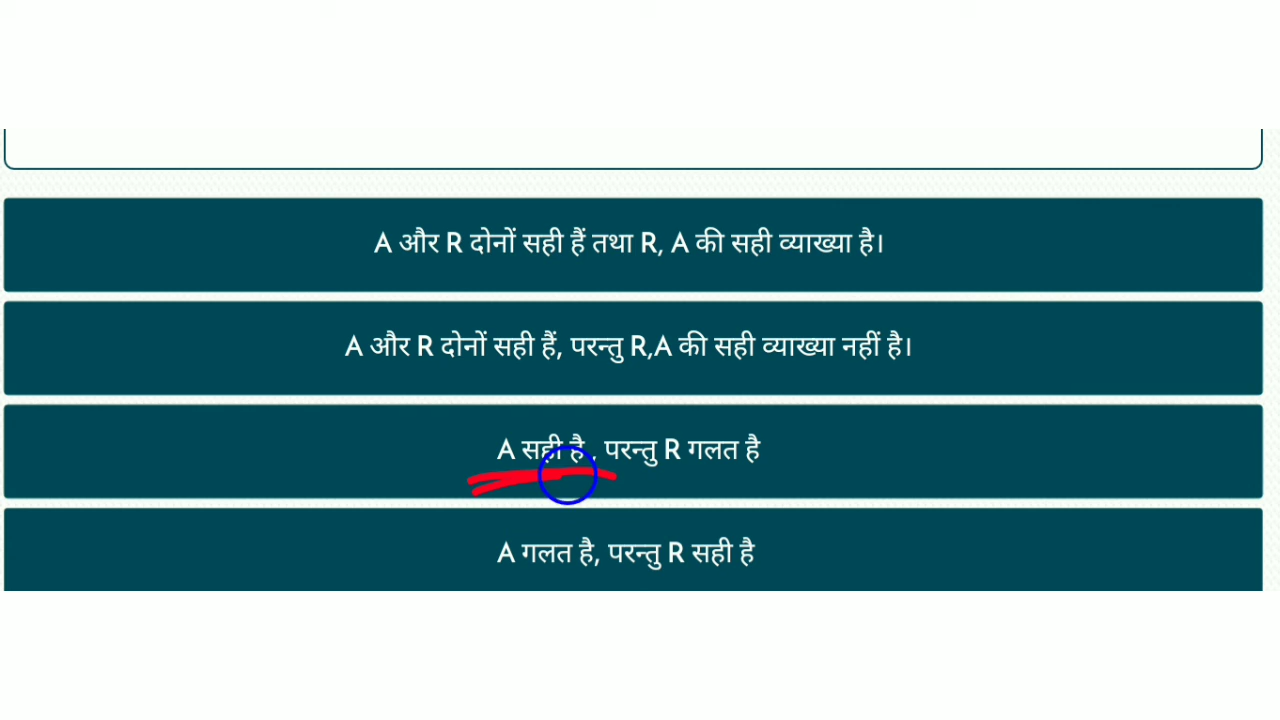 A और R दोनों सही हैं तथा R, A की सही व्याख्या है।
A और R दोनों सही हैं, परन्तु R,A की सही व्याख्या नहीं है।
A सही है , परन्तु R गलत है
A गलत है, परन्तु R सही है